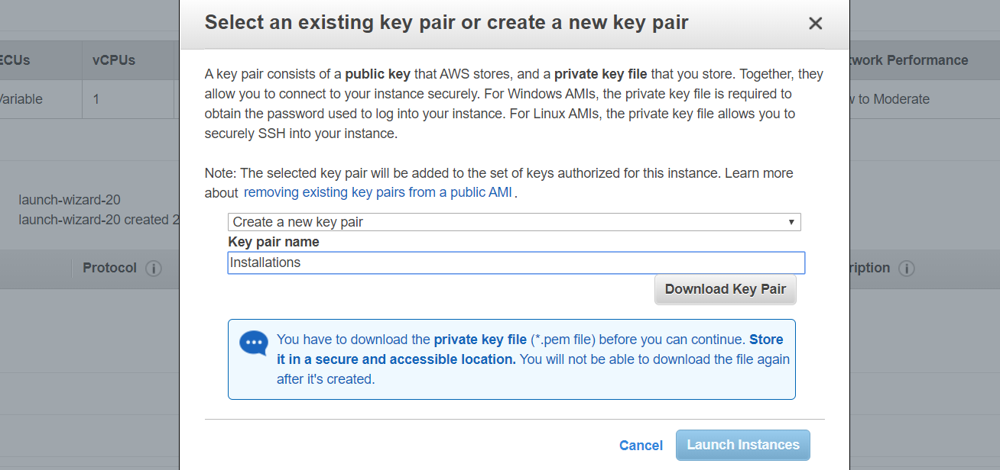 Select an existing key pair or create a new key pair
ECUs
vCPUs
Network Performance
A key pair consists of a public key that AWS stores, and a private key file that you store. Together, they
allow you to connect to your instance securely. For Windows AMIs, the private key file is required to
obtain the password used to log into your instance. For Linux AMIs, the private key file allows you to
securely SSH into your instance.
Variable
1
to Moderate
Note: The selected key pair will be added to the set of keys authorized for this instance. Learn more
about removing existing key pairs from a public AMI .
launch-wizard-20
launch-wizard-20 created 2
Create a new key pair
Key pair name
Installations
Protocol
Download Key Pair
You have to download the private key file (*.pem file) before you can continue. Store
it in a secure and accessible location. You will not be able to download the file again
after it's created.
Cancel
Launch Instances